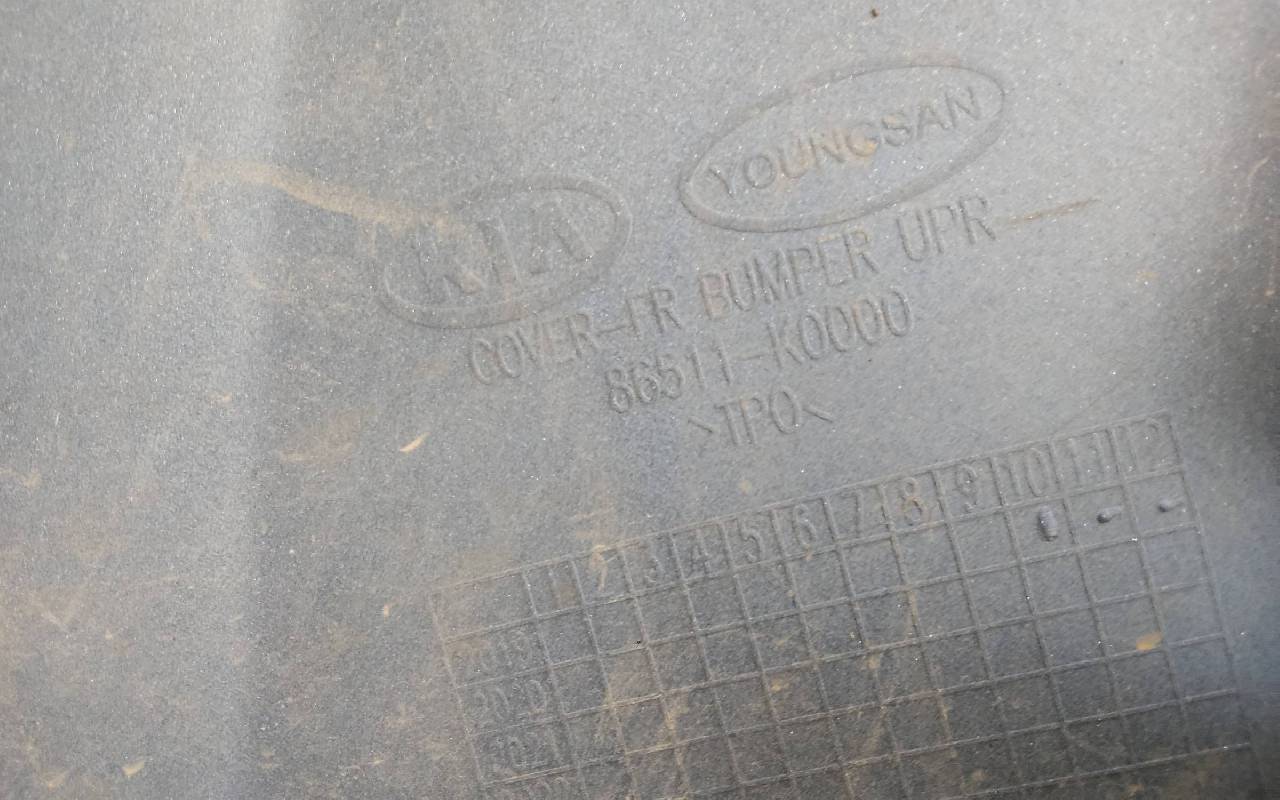 YOUNGSAN
KIA
COVER-FR BUMPER UPR
86511-K0000
>TPO<
1 2 3 4 5 6 7 8 9 10 11 12
2019
2020
2021